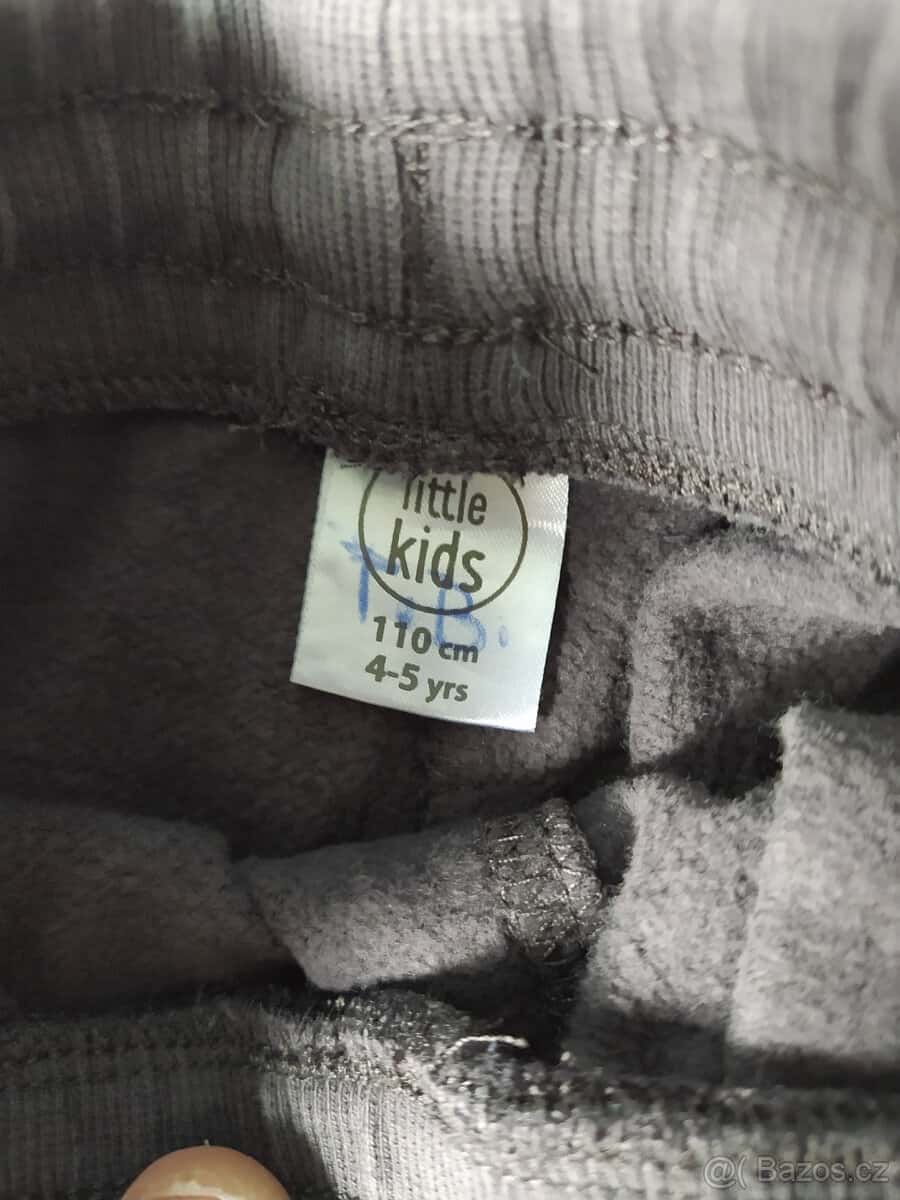 little
kids
T.B.
110 cm
4-5 yrs
@( Bazos.cz